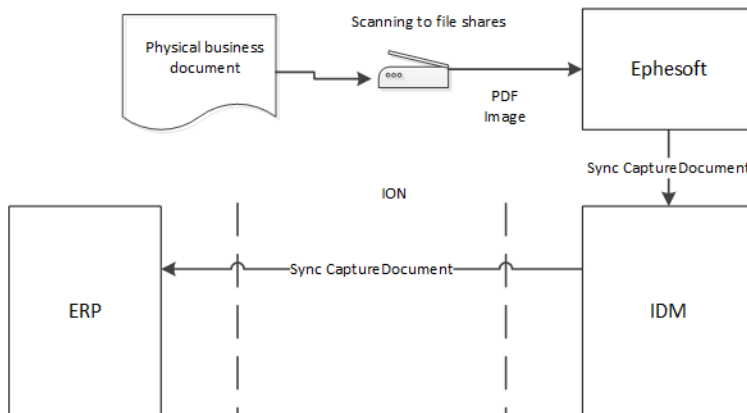 Scanning to file shares
Physical business
document
Ephesoft
PDF
Image
Sync CaptureDocument
ION
Sync CaptureDocument
ERP
IDM